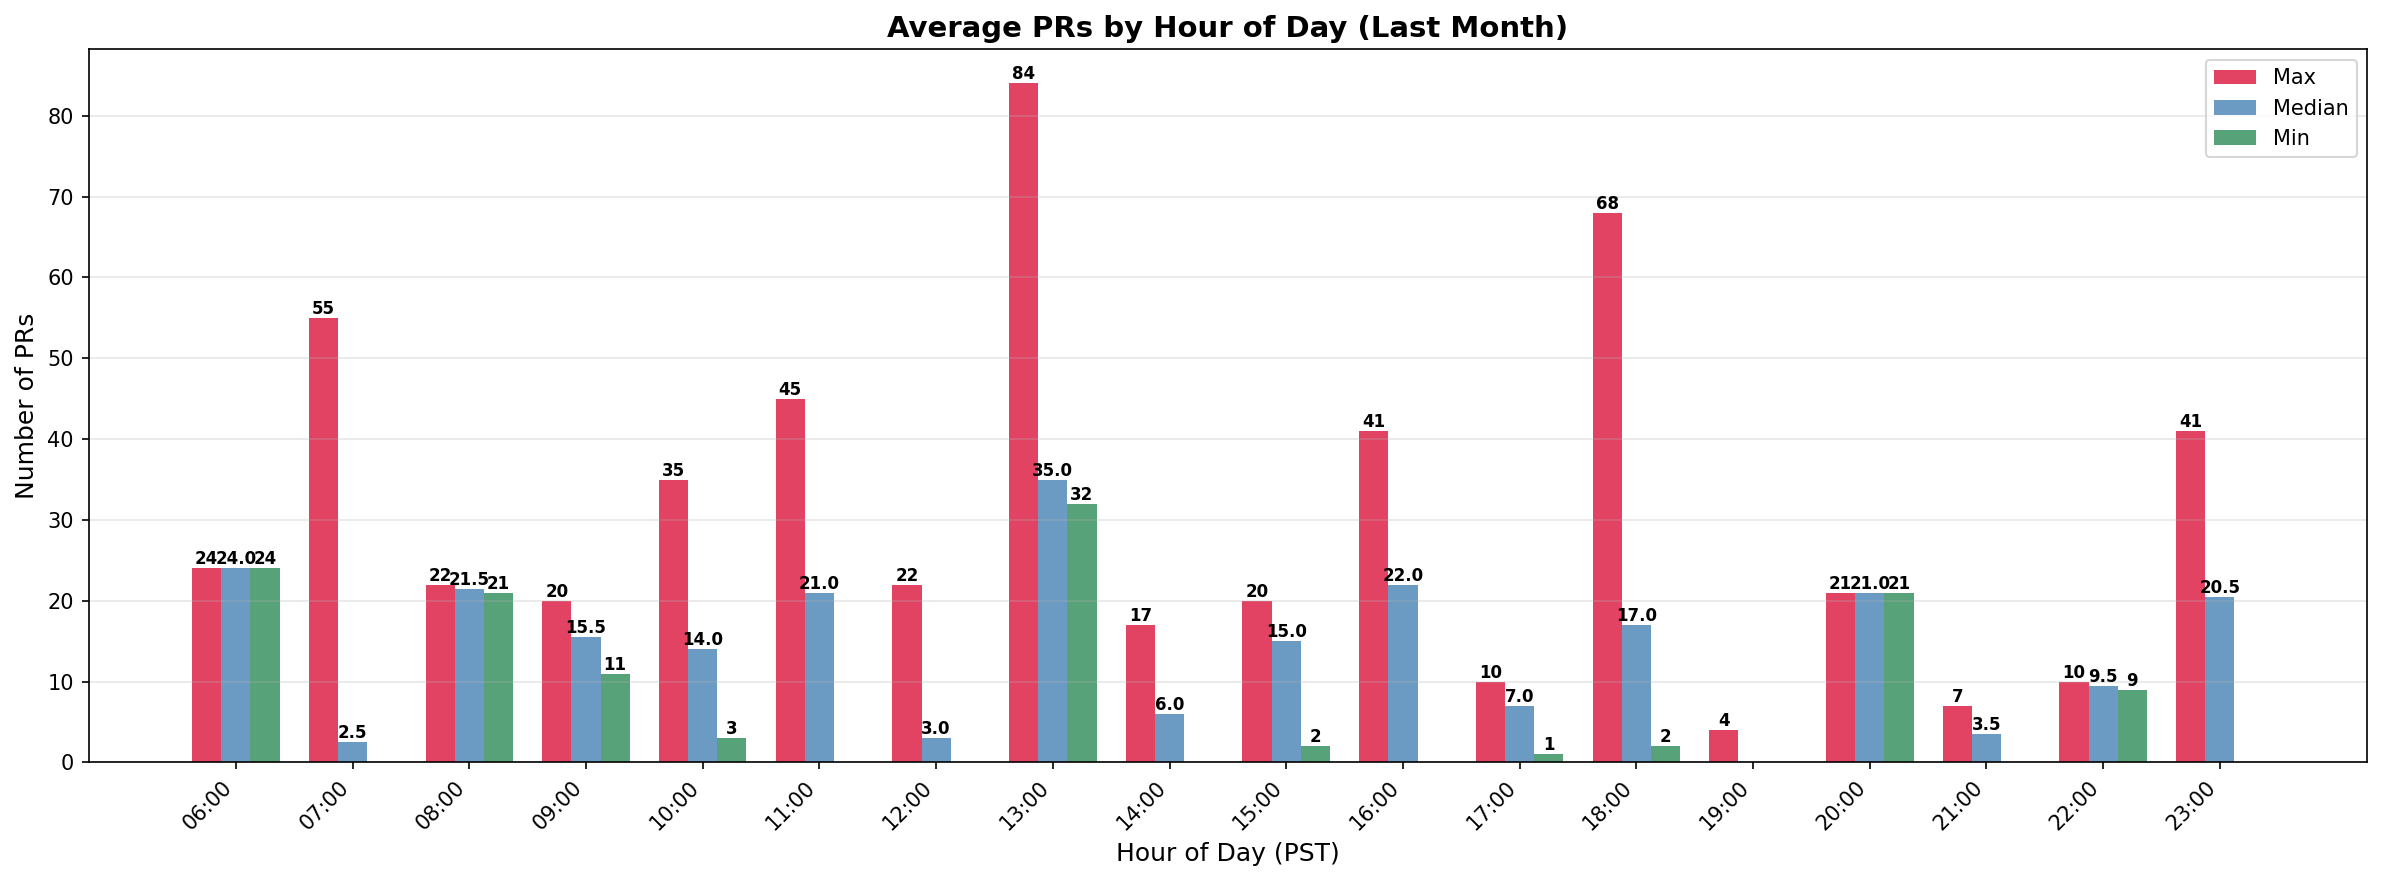 Average PRs by Hour of Day (Last Month)
Max
Median
Min
Number of PRs
80
70
60
50
40
30
20
10
0
24 24.0 24
55 2.5
22 21.5 21
20 15.5 11
35 14.0 3
45 21.0
22 3.0
84 35.0 32
17 6.0
20 15.0 2
41 22.0
10 7.0 1
68 17.0 2
4
21 21.0 21
7 3.5
10 9.5 9
41 20.5
06:00 07:00 08:00 09:00 10:00 11:00 12:00 13:00 14:00 15:00 16:00 17:00 18:00 19:00 20:00 21:00 22:00 23:00
Hour of Day (PST)